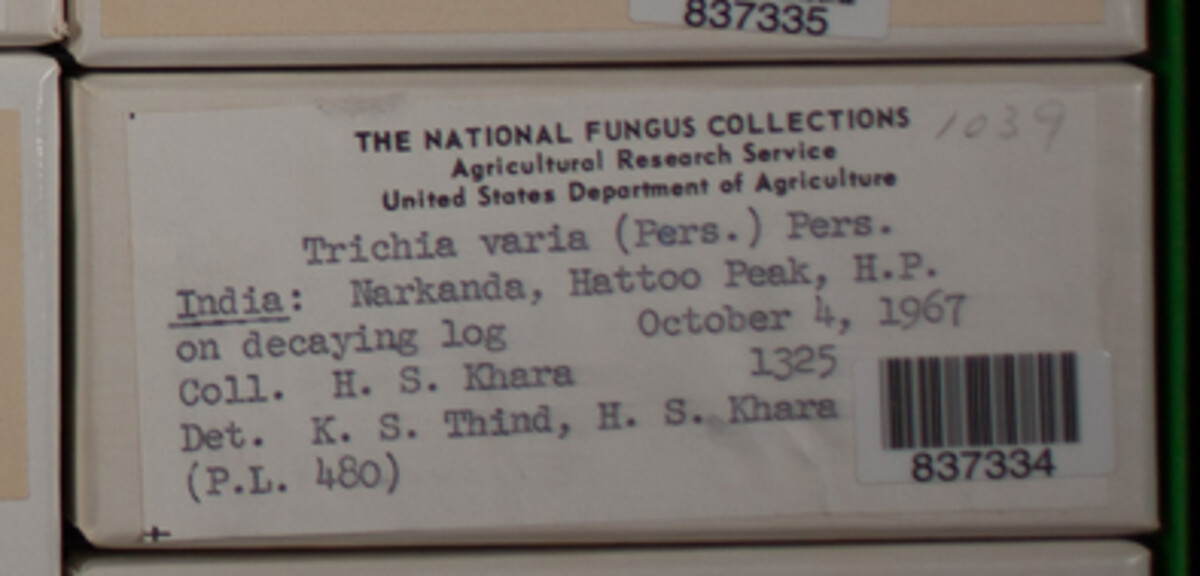 837335
THE NATIONAL FUNGUS COLLECTIONS 1039
Agricultural Research Service
United States Department of Agriculture
Trichia varia (Pers.) Pers.
India: Narkanda, Hattoo Peak, H.P.
on decaying log October 4, 1967
Coll. H. S. Khara 1325
Det. K. S. Thind, H. S. Khara
(P.L. 480)
837334